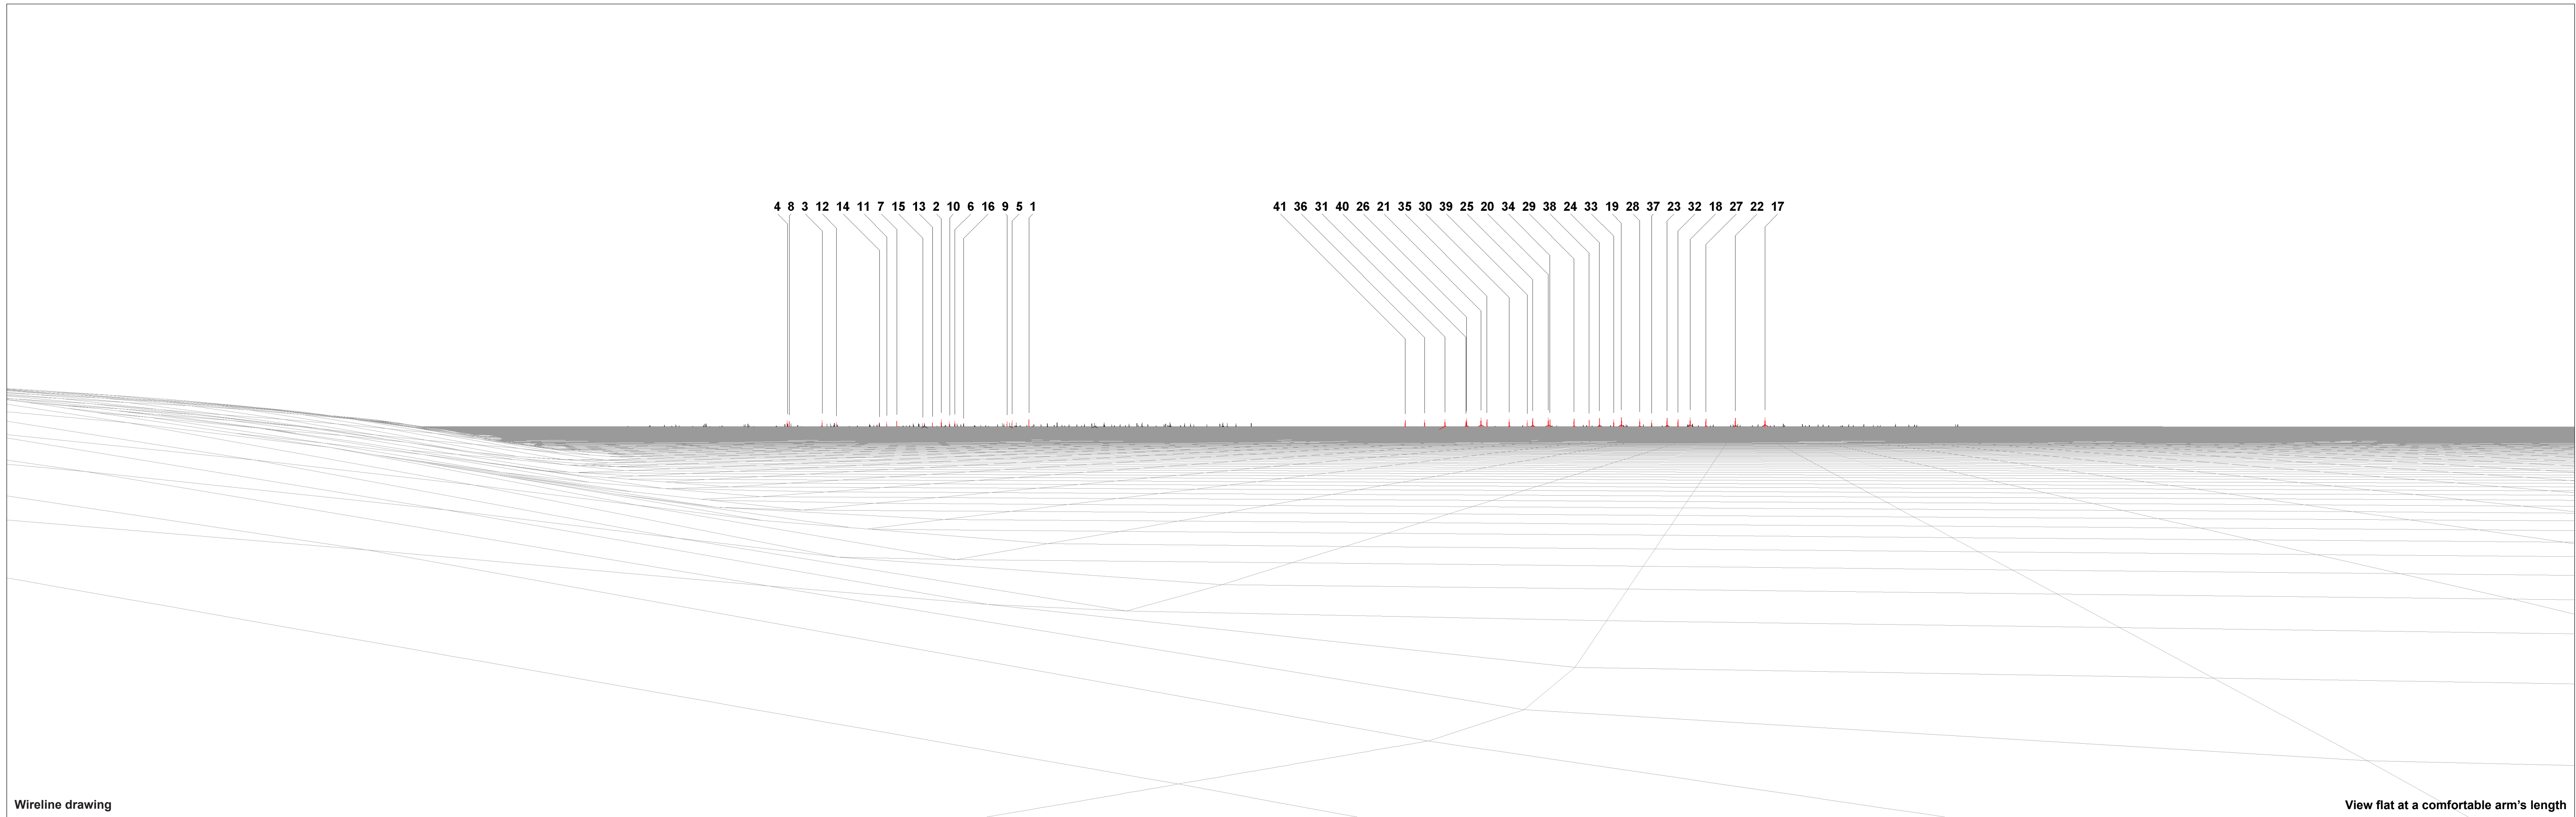 4 8 3 12 14 11 7 15 13 2 10 6 16 9 5 1 41 36 31 40 26 21 35 30 39 25 20 34 29 38 24 33 19 28 37 23 32 18 27 22 17
Wireline drawing
View flat at a comfortable arm's length